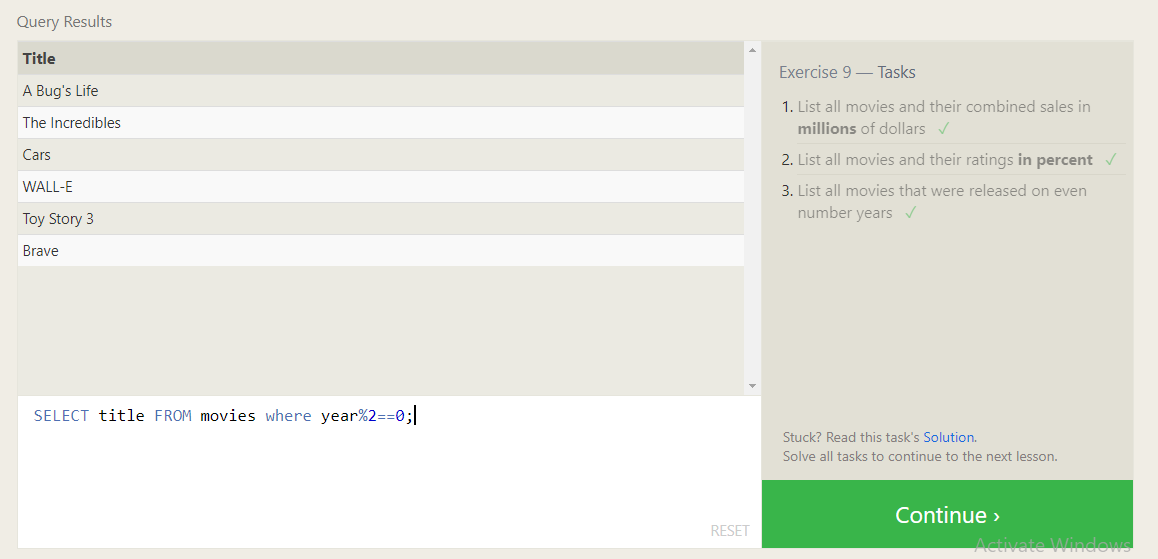 Query Results
Title
A Bug's Life
The Incredibles
Cars
WALL-E
Toy Story 3
Brave
SELECT title FROM movies where year%2==0;
RESET
Exercise 9 — Tasks
1. List all movies and their combined sales in
millions of dollars ✓
2. List all movies and their ratings in percent ✓
3. List all movies that were released on even
number years ✓
Stuck? Read this task's Solution.
Solve all tasks to continue to the next lesson.
Continue ›
Activate Windows